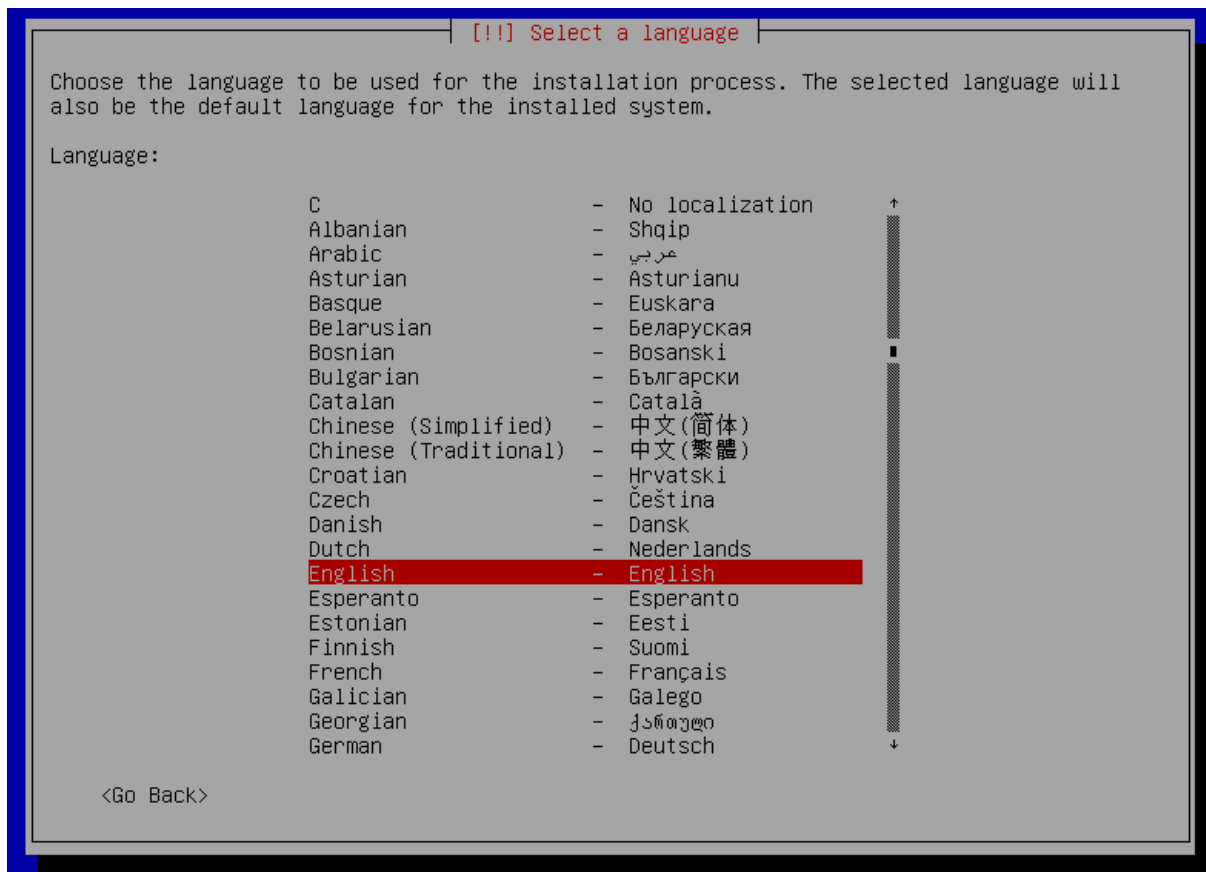 [!!] Select a language
Choose the language to be used for the installation process. The selected language will
also be the default language for the installed system.
Language:
C - No localization
Albanian - Shqip
Arabic - عربي
Asturian - Asturianu
Basque - Euskara
Belarusian - Беларуская
Bosnian - Bosanski
Bulgarian - Български
Catalan - Català
Chinese (Simplified) - 中文(简体)
Chinese (Traditional) - 中文(繁體)
Croatian - Hrvatski
Czech - Čeština
Danish - Dansk
Dutch - Nederlands
English - English
Esperanto - Esperanto
Estonian - Eesti
Finnish - Suomi
French - Français
Galician - Galego
Georgian - ქართული
German - Deutsch
<Go Back>